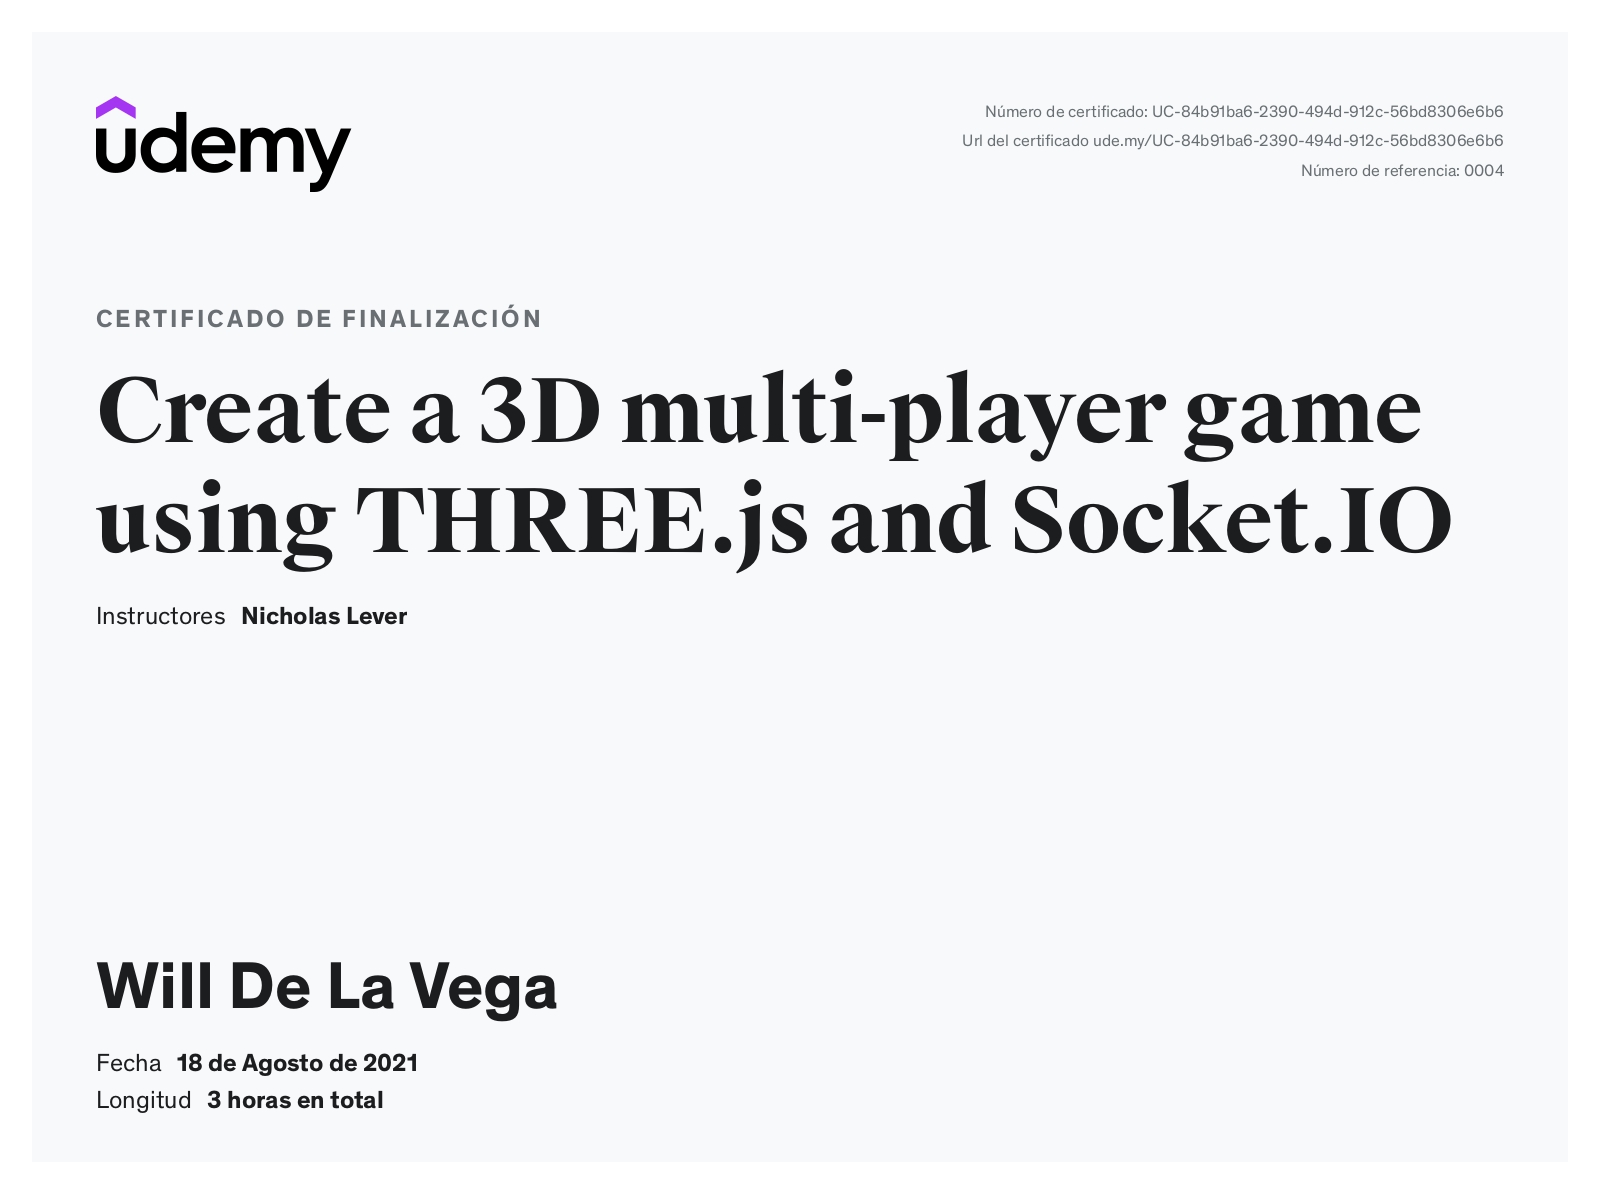 udemy
Número de certificado: UC-84b91ba6-2390-494d-912c-56bd8306e6b6
Url del certificado ude.my/UC-84b91ba6-2390-494d-912c-56bd8306e6b6
Número de referencia: 0004
CERTIFICADO DE FINALIZACIÓN
Create a 3D multi-player game
using THREE.js and Socket.IO
Instructores Nicholas Lever
Will De La Vega
Fecha 18 de Agosto de 2021
Longitud 3 horas en total